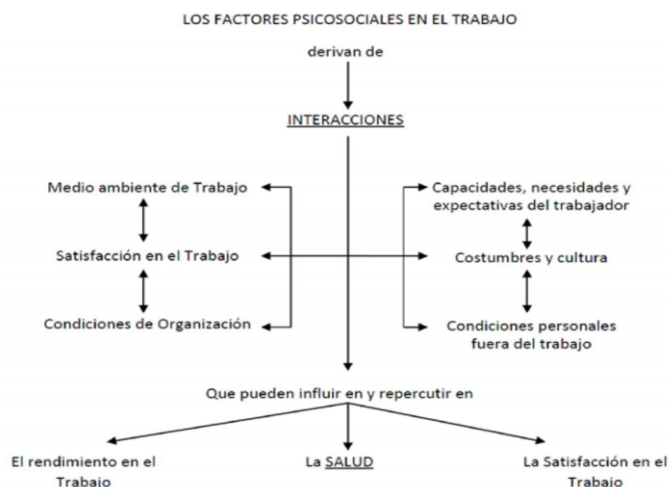 LOS FACTORES PSICOSOCIALES EN EL TRABAJO
derivan de
INTERACCIONES
Medio ambiente de Trabajo
Capacidades, necesidades y
expectativas del trabajador
Satisfacción en el Trabajo
Costumbres y cultura
Condiciones de Organización
Condiciones personales
fuera del trabajo
Que pueden influir en y repercutir en
El rendimiento en el
Trabajo
La SALUD
La Satisfacción en el
Trabajo